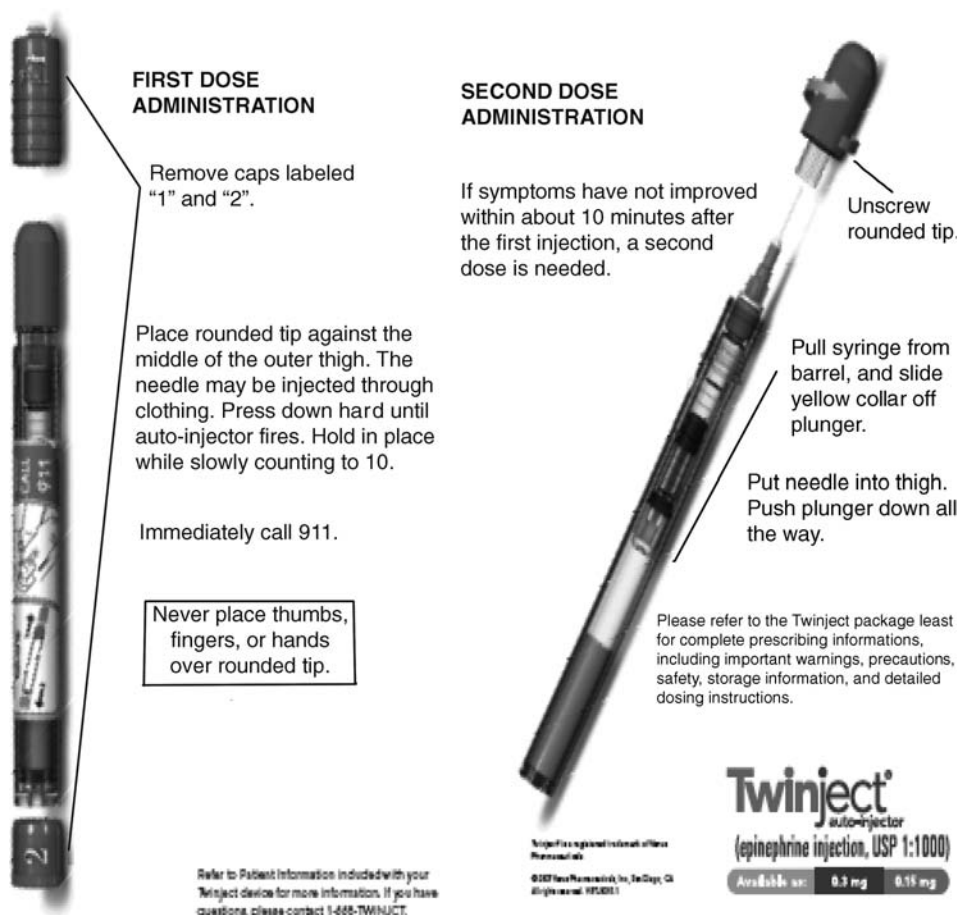 FIRST DOSE
ADMINISTRATION
Remove caps labeled
“1” and “2”.
Place rounded tip against the
middle of the outer thigh. The
needle may be injected through
clothing. Press down hard until
auto-injector fires. Hold in place
while slowly counting to 10.
Immediately call 911.
Never place thumbs,
fingers, or hands
over rounded tip.
CALL
911
2
Refer to Patient Information included with your
Twinject device for more information. If you have
questions, please contact 1-888-TWINJCT.
SECOND DOSE
ADMINISTRATION
If symptoms have not improved
within about 10 minutes after
the first injection, a second
dose is needed.
Unscrew
rounded tip.
Pull syringe from
barrel, and slide
yellow collar off
plunger.
Put needle into thigh.
Push plunger down all
the way.
Please refer to the Twinject package least
for complete prescribing informations,
including important warnings, precautions,
safety, storage information, and detailed
dosing instructions.
Twinject®
auto-injector
(epinephrine injection, USP 1:1000)
Available as: 0.3 mg 0.15 mg
Twinject is a registered trademark of
Pharmaceuticals